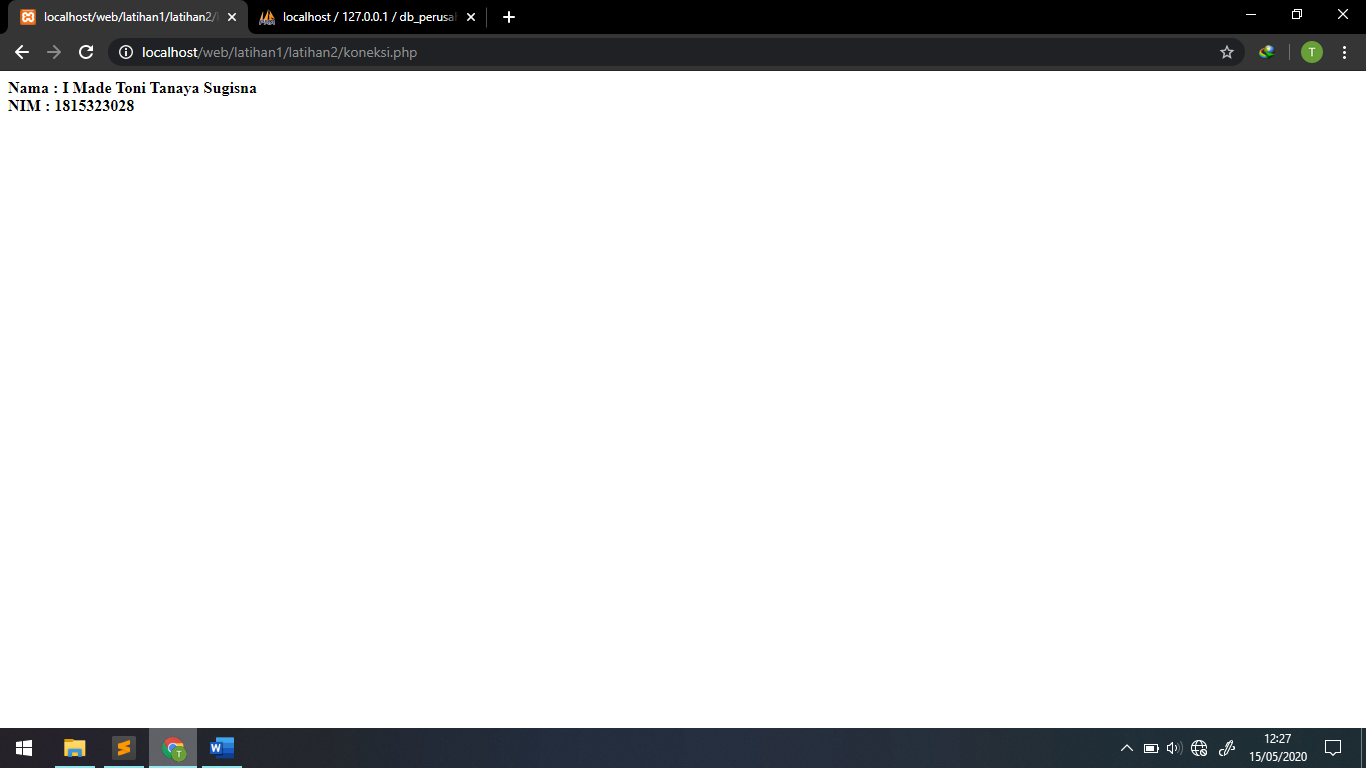 localhost/web/latihan1/latihan2/
localhost / 127.0.0.1 / db_perusa
localhost/web/latihan1/latihan2/koneksi.php
T
Nama : I Made Toni Tanaya Sugisna
NIM : 1815323028
T
W
12:27
15/05/2020